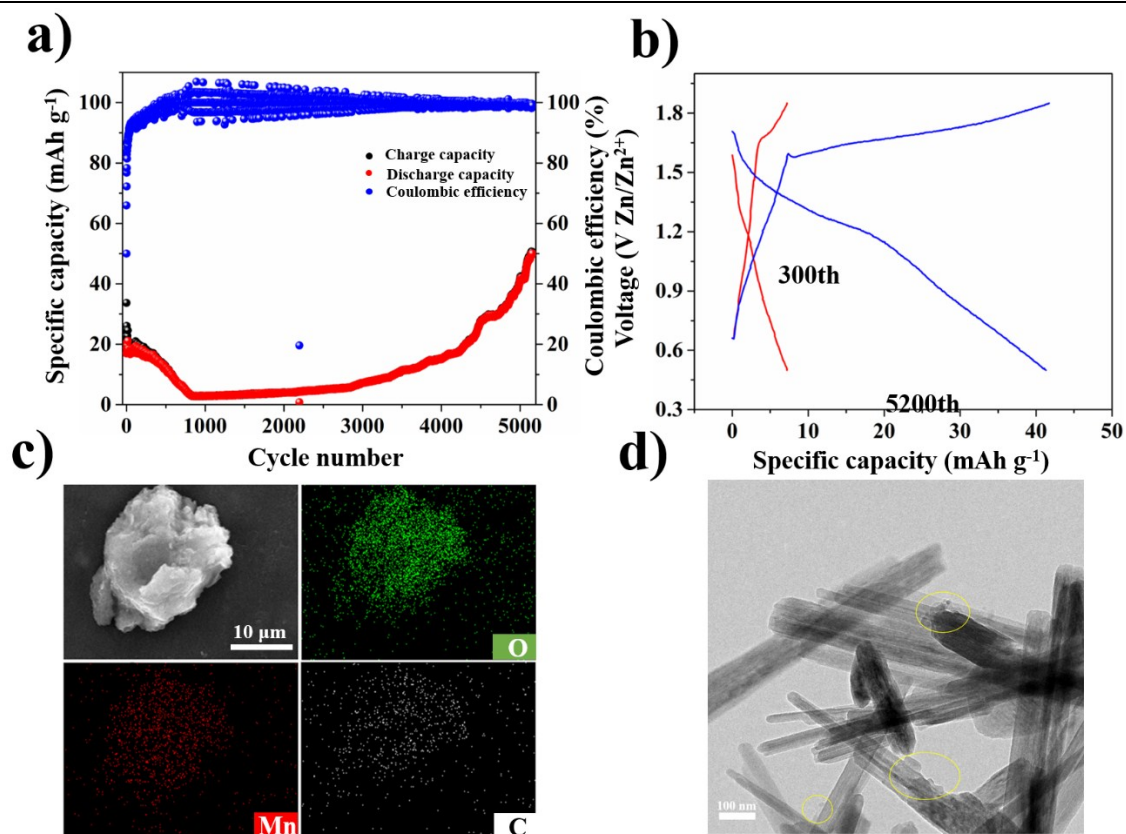 a)
Specific capacity (mAh g⁻¹)
100
80
60
40
20
0
Charge capacity
Discharge capacity
Coulombic efficiency
100
80
60
40
20
0
Coulombic efficiency (%)
0
1000
2000
3000
4000
5000
Cycle number
b)
Voltage (V Zn/Zn²⁺)
1.8
1.5
1.2
0.9
0.6
0.3
300th
5200th
0
10
20
30
40
50
Specific capacity (mAh g⁻¹)
c)
10 μm
O
Mn
C
d)
100 nm